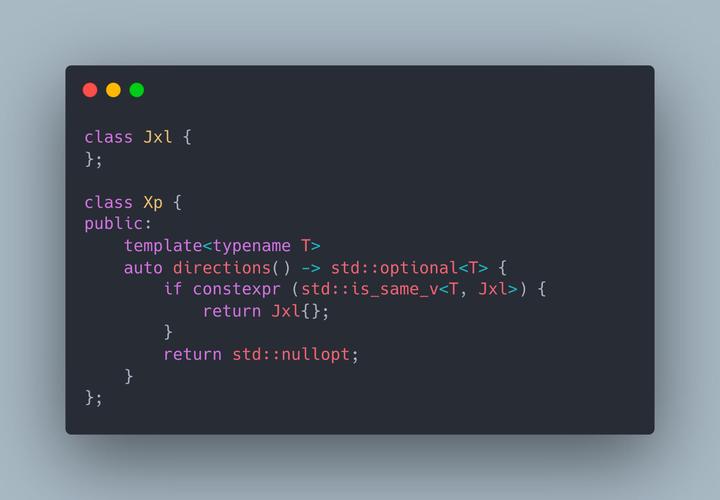 class Jxl {
};

class Xp {
public:
    template<typename T>
    auto directions() -> std::optional<T> {
        if constexpr (std::is_same_v<T, Jxl>) {
            return Jxl{};
        }
        return std::nullopt;
    }
};